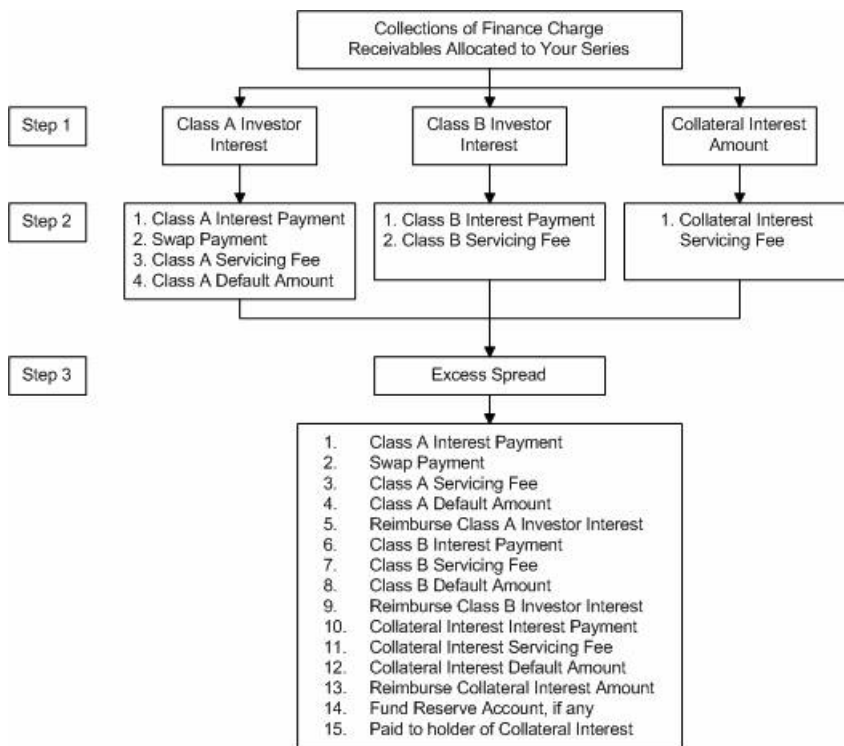 Collections of Finance Charge
Receivables Allocated to Your Series
Step 1
Class A Investor
Interest
Class B Investor
Interest
Collateral Interest
Amount
Step 2
1. Class A Interest Payment
2. Swap Payment
3. Class A Servicing Fee
4. Class A Default Amount
1. Class B Interest Payment
2. Class B Servicing Fee
1. Collateral Interest
Servicing Fee
Step 3
Excess Spread
1. Class A Interest Payment
2. Swap Payment
3. Class A Servicing Fee
4. Class A Default Amount
5. Reimburse Class A Investor Interest
6. Class B Interest Payment
7. Class B Servicing Fee
8. Class B Default Amount
9. Reimburse Class B Investor Interest
10. Collateral Interest Interest Payment
11. Collateral Interest Servicing Fee
12. Collateral Interest Default Amount
13. Reimburse Collateral Interest Amount
14. Fund Reserve Account, if any
15. Paid to holder of Collateral Interest